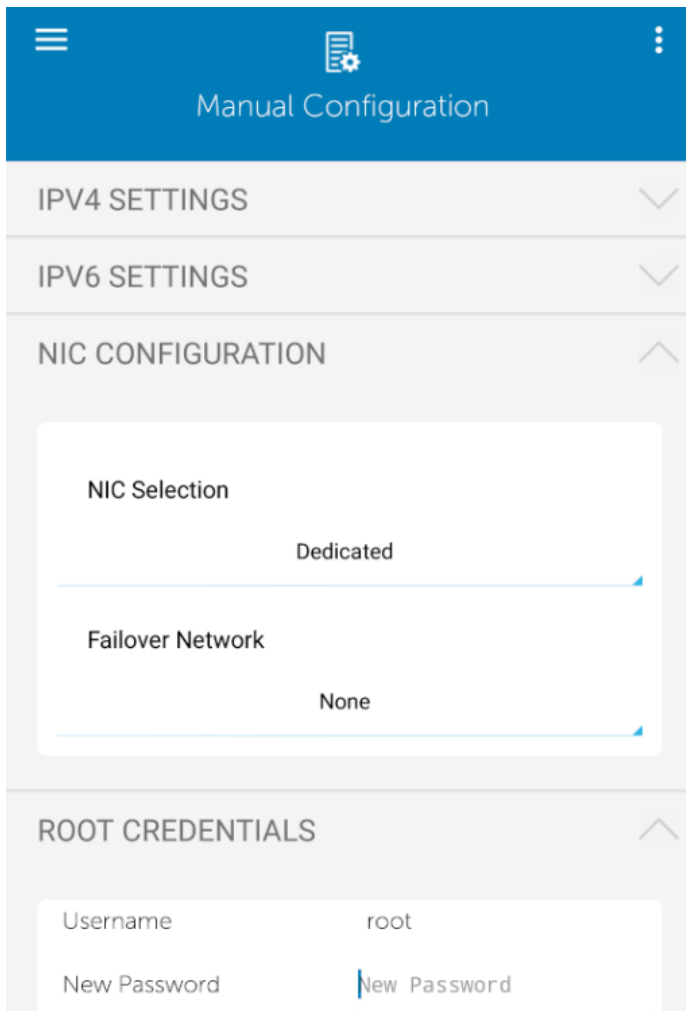 Manual Configuration
IPV4 SETTINGS
IPV6 SETTINGS
NIC CONFIGURATION
NIC Selection
Dedicated
Failover Network
None
ROOT CREDENTIALS
Username root
New Password New Password